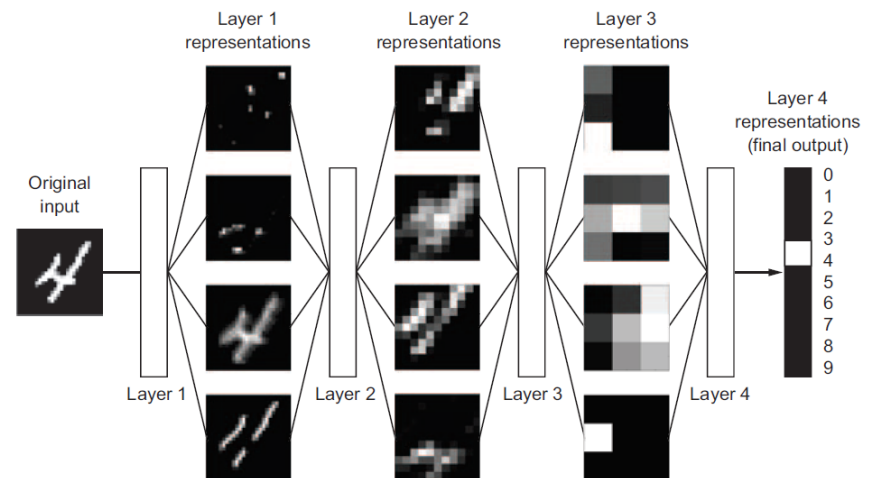 Layer 1
representations
Layer 2
representations
Layer 3
representations
Layer 4
representations
(final output)
Original
input
0
1
2
3
4
5
6
7
8
9
Layer 1
Layer 2
Layer 3
Layer 4